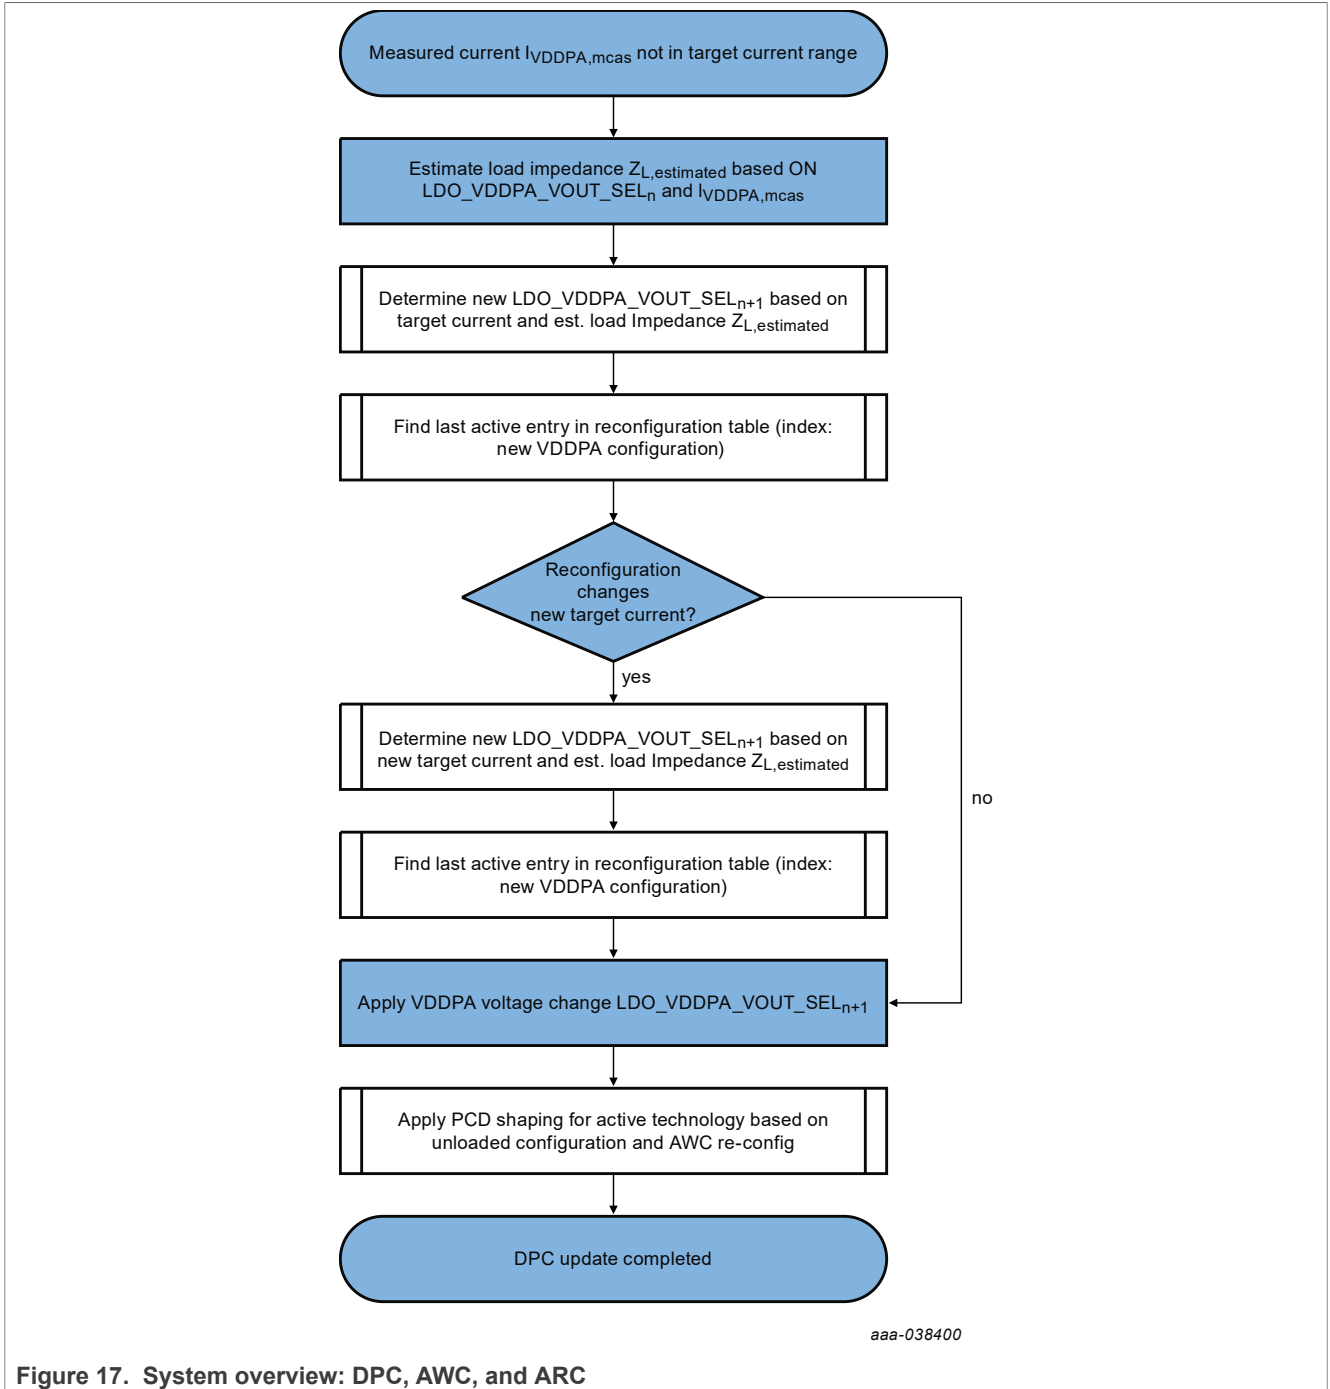 Measured current IVDDPA,mcas not in target current range
Estimate load impedance ZL,estimated based ON
LDO_VDDPA_VOUT_SELn and IVDDPA,mcas
Determine new LDO_VDDPA_VOUT_SELn+1 based on
target current and est. load Impedance ZL,estimated
Find last active entry in reconfiguration table (index:
new VDDPA configuration)
Reconfiguration
changes
new target current?
yes
no
Determine new LDO_VDDPA_VOUT_SELn+1 based on
new target current and est. load Impedance ZL,estimated
Find last active entry in reconfiguration table (index:
new VDDPA configuration)
Apply VDDPA voltage change LDO_VDDPA_VOUT_SELn+1
Apply PCD shaping for active technology based on
unloaded configuration and AWC re-config
DPC update completed
aaa-038400
Figure 17. System overview: DPC, AWC, and ARC